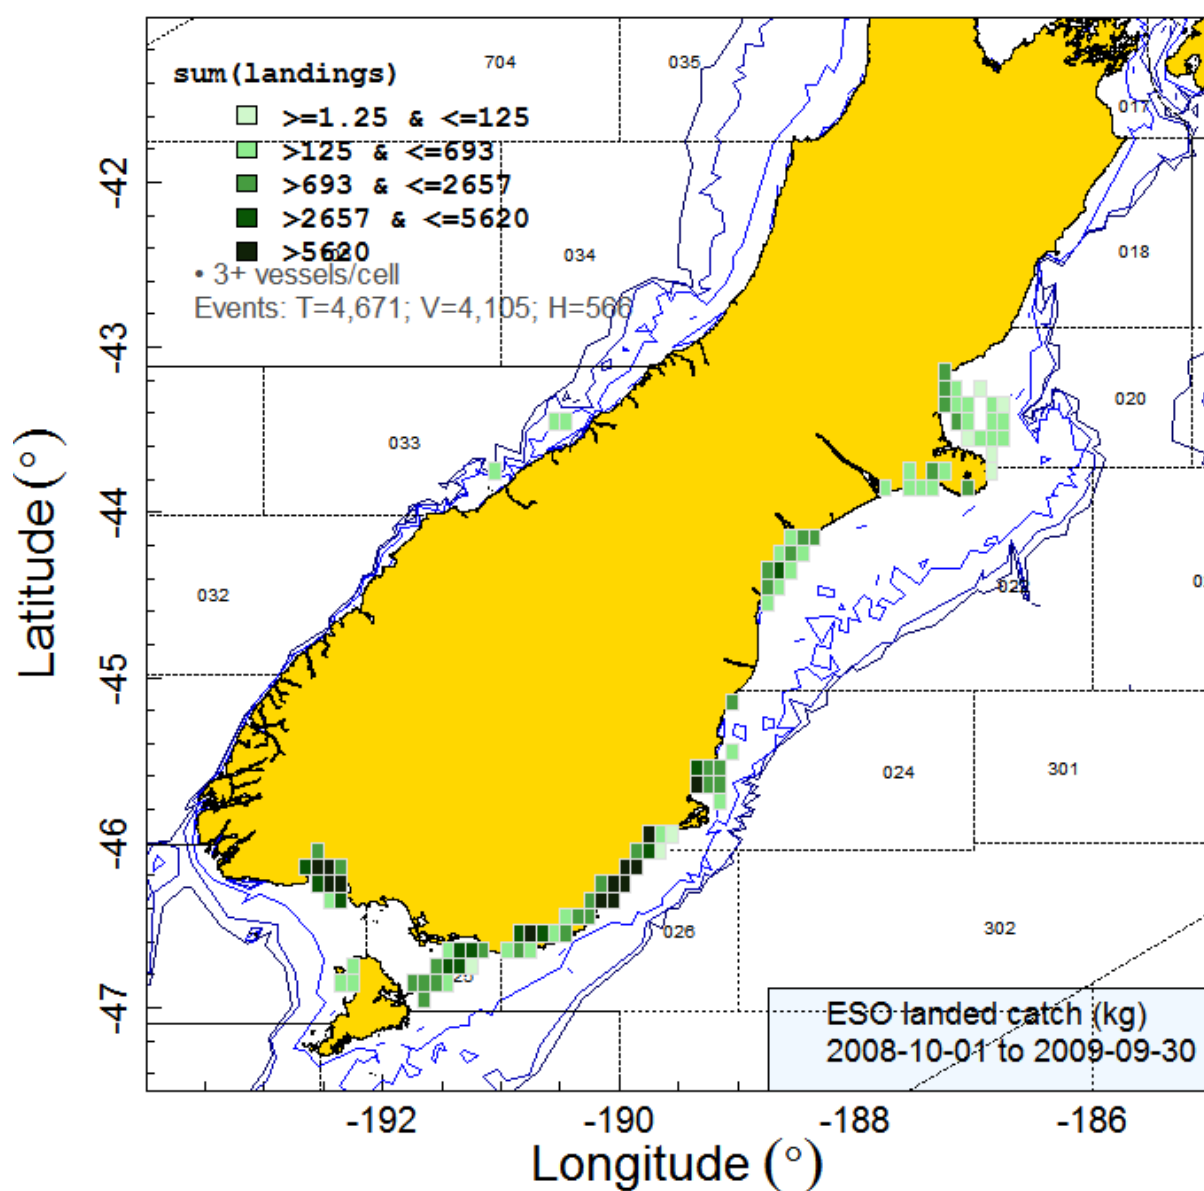 704
035
sum(landings)
>=1.25 & <=125
017
>125 & <=693
>693 & <=2657
>2657 & <=5620
>5620
034
018
• 3+ vessels/cell
Events: T=4,671; V=4,105; H=566
020
033
032
022
024
301
026
302
025
ESO landed catch (kg)
2008-10-01 to 2009-09-30
-42
-43
-44
-45
-46
-47
Latitude (°)
-192
-190
-188
-186
Longitude (°)